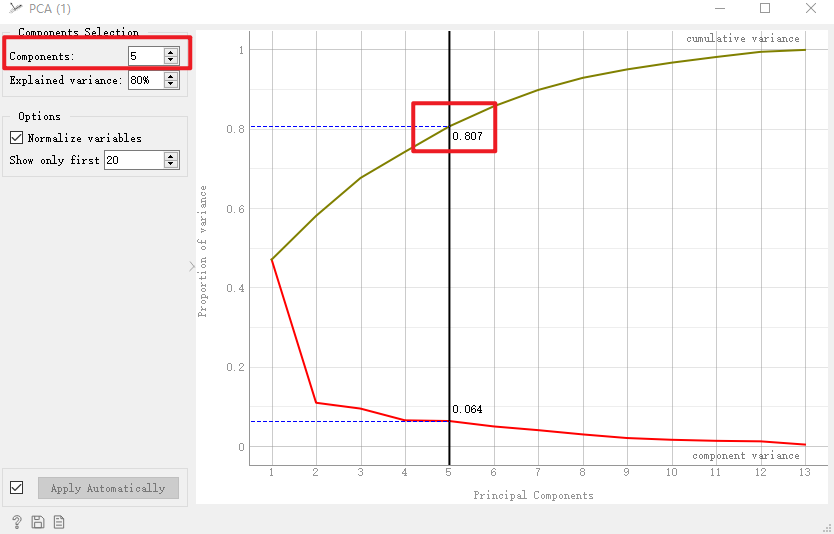 PCA (1)
Components Selection
Components: 5
Explained variance: 80%
Options
Normalize variables
Show only first 20
Apply Automatically
cumulative variance
1
0.8
0.6
0.4
0.2
0
Proportion of variance
0.807
0.064
component variance
1 2 3 4 5 6 7 8 9 10 11 12 13
Principal Components